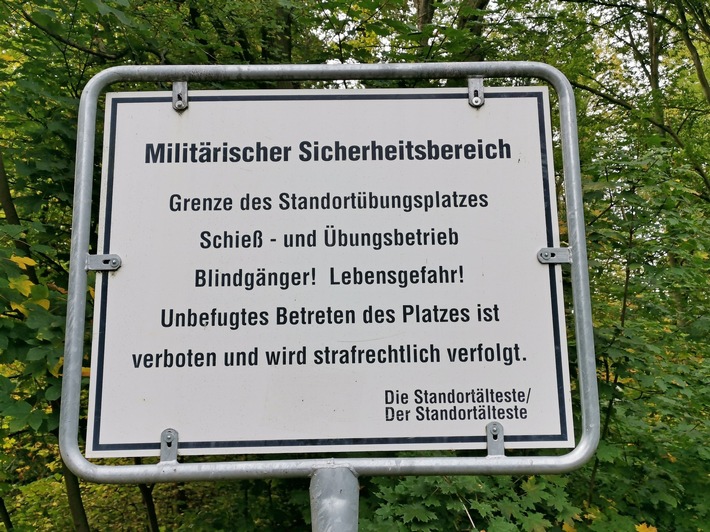 Militärischer Sicherheitsbereich
Grenze des Standortübungsplatzes
Schieß - und Übungsbetrieb
Blindgänger! Lebensgefahr!
Unbefugtes Betreten des Platzes ist
verboten und wird strafrechtlich verfolgt.
Die Standortälteste/
Der Standortälteste